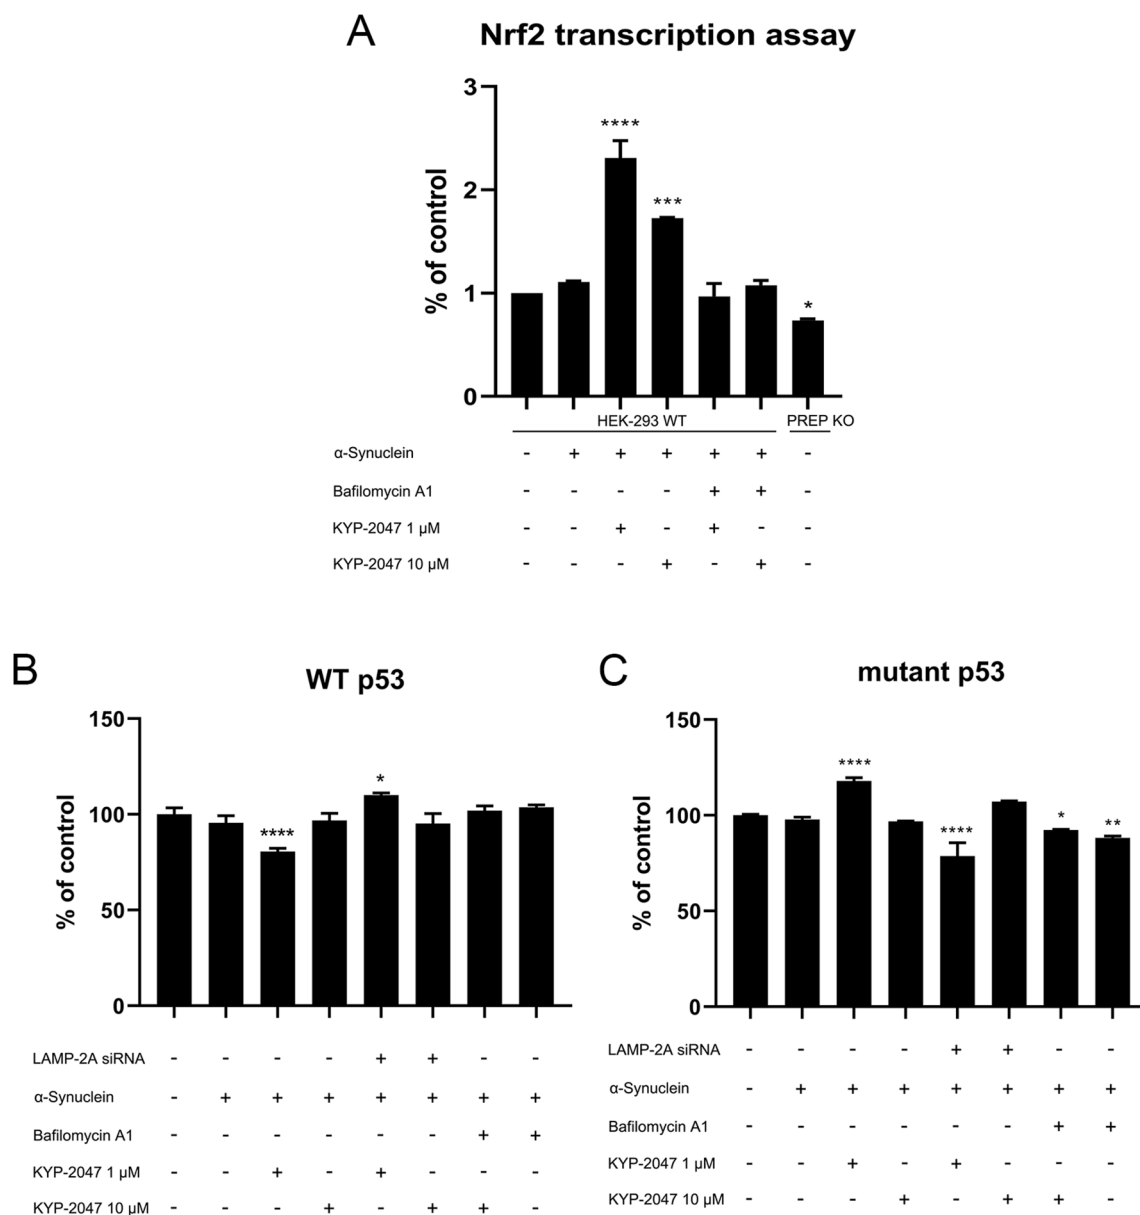 A Nrf2 transcription assay
% of control
3
2
1
0
**** *** *
HEK-293 WT PREP KO
α-Synuclein - + + + + + -
Bafilomycin A1 - - - - + + -
KYP-2047 1 µM - - + - + - -
KYP-2047 10 µM - - - + - + -
B WT p53
% of control
150
100
50
0
**** *
LAMP-2A siRNA - - - - + + - -
α-Synuclein - + + + + + + +
Bafilomycin A1 - - - - - - + +
KYP-2047 1 µM - - + - + - - -
KYP-2047 10 µM - - - + - + + -
C mutant p53
% of control
150
100
50
0
**** **** * **
LAMP-2A siRNA - - - - + + - -
α-Synuclein - + + + + + + +
Bafilomycin A1 - - - - - - + +
KYP-2047 1 µM - - + - + - - -
KYP-2047 10 µM - - - + - + + -